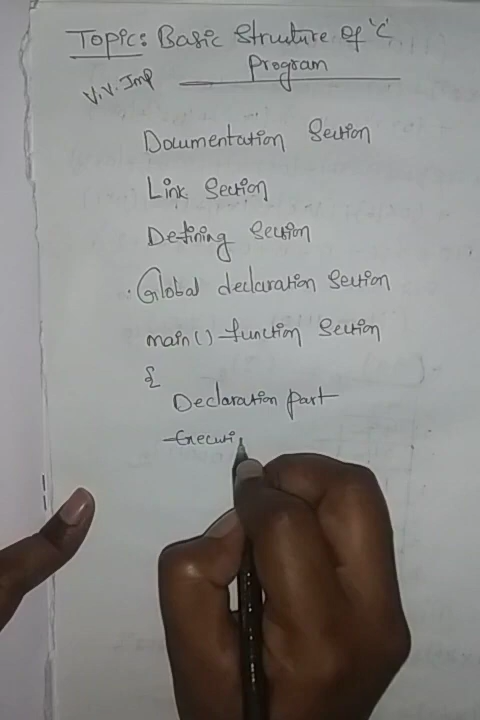 Topic: Basic Structure of 'C'
Program
V.V. Imp
Documentation Section
Link Section
Defining Section
Global declaration Section
main() function Section
{
Declaration part
Executi